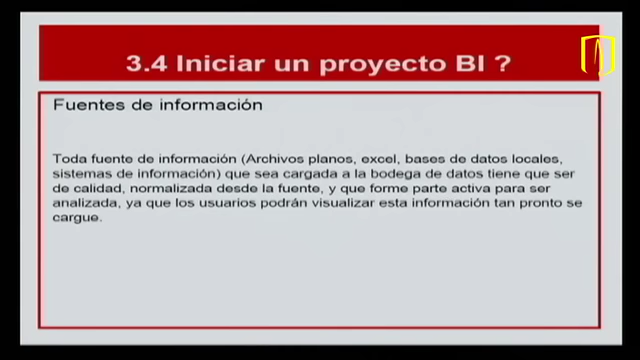 3.4 Iniciar un proyecto BI ?
Fuentes de información
Toda fuente de información (Archivos planos, excel, bases de datos locales,
sistemas de información) que sea cargada a la bodega de datos tiene que ser
de calidad, normalizada desde la fuente, y que forme parte activa para ser
analizada, ya que los usuarios podrán visualizar esta información tan pronto se
cargue.